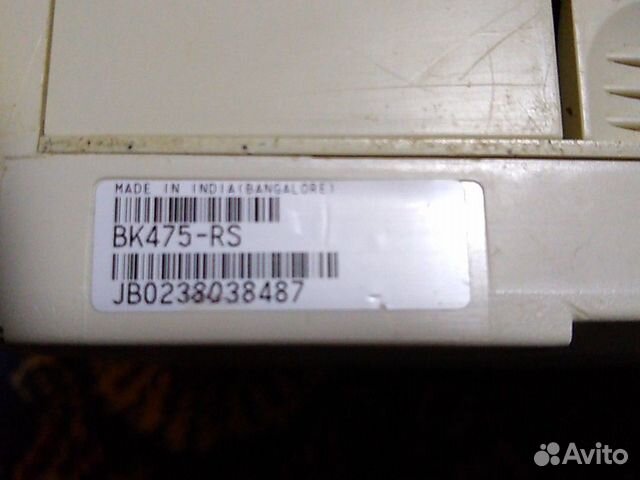 MADE IN INDIA(BANGALORE)
BK475-RS
JB0238038487
Avito